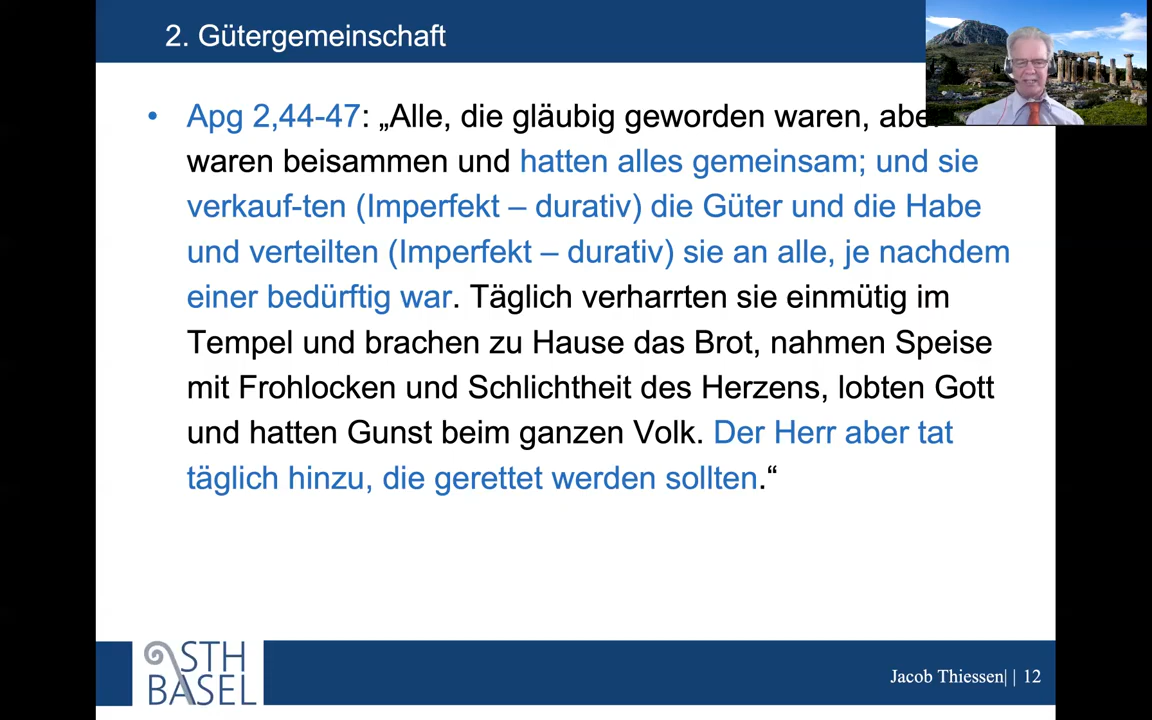 2. Gütergemeinschaft
• Apg 2,44-47: „Alle, die gläubig geworden waren, aber
waren beisammen und hatten alles gemeinsam; und sie
verkauf-ten (Imperfekt – durativ) die Güter und die Habe
und verteilten (Imperfekt – durativ) sie an alle, je nachdem
einer bedürftig war. Täglich verharrten sie einmütig im
Tempel und brachen zu Hause das Brot, nahmen Speise
mit Frohlocken und Schlichtheit des Herzens, lobten Gott
und hatten Gunst beim ganzen Volk. Der Herr aber tat
täglich hinzu, die gerettet werden sollten.“
STH
BASEL
Jacob Thiessen| | 12